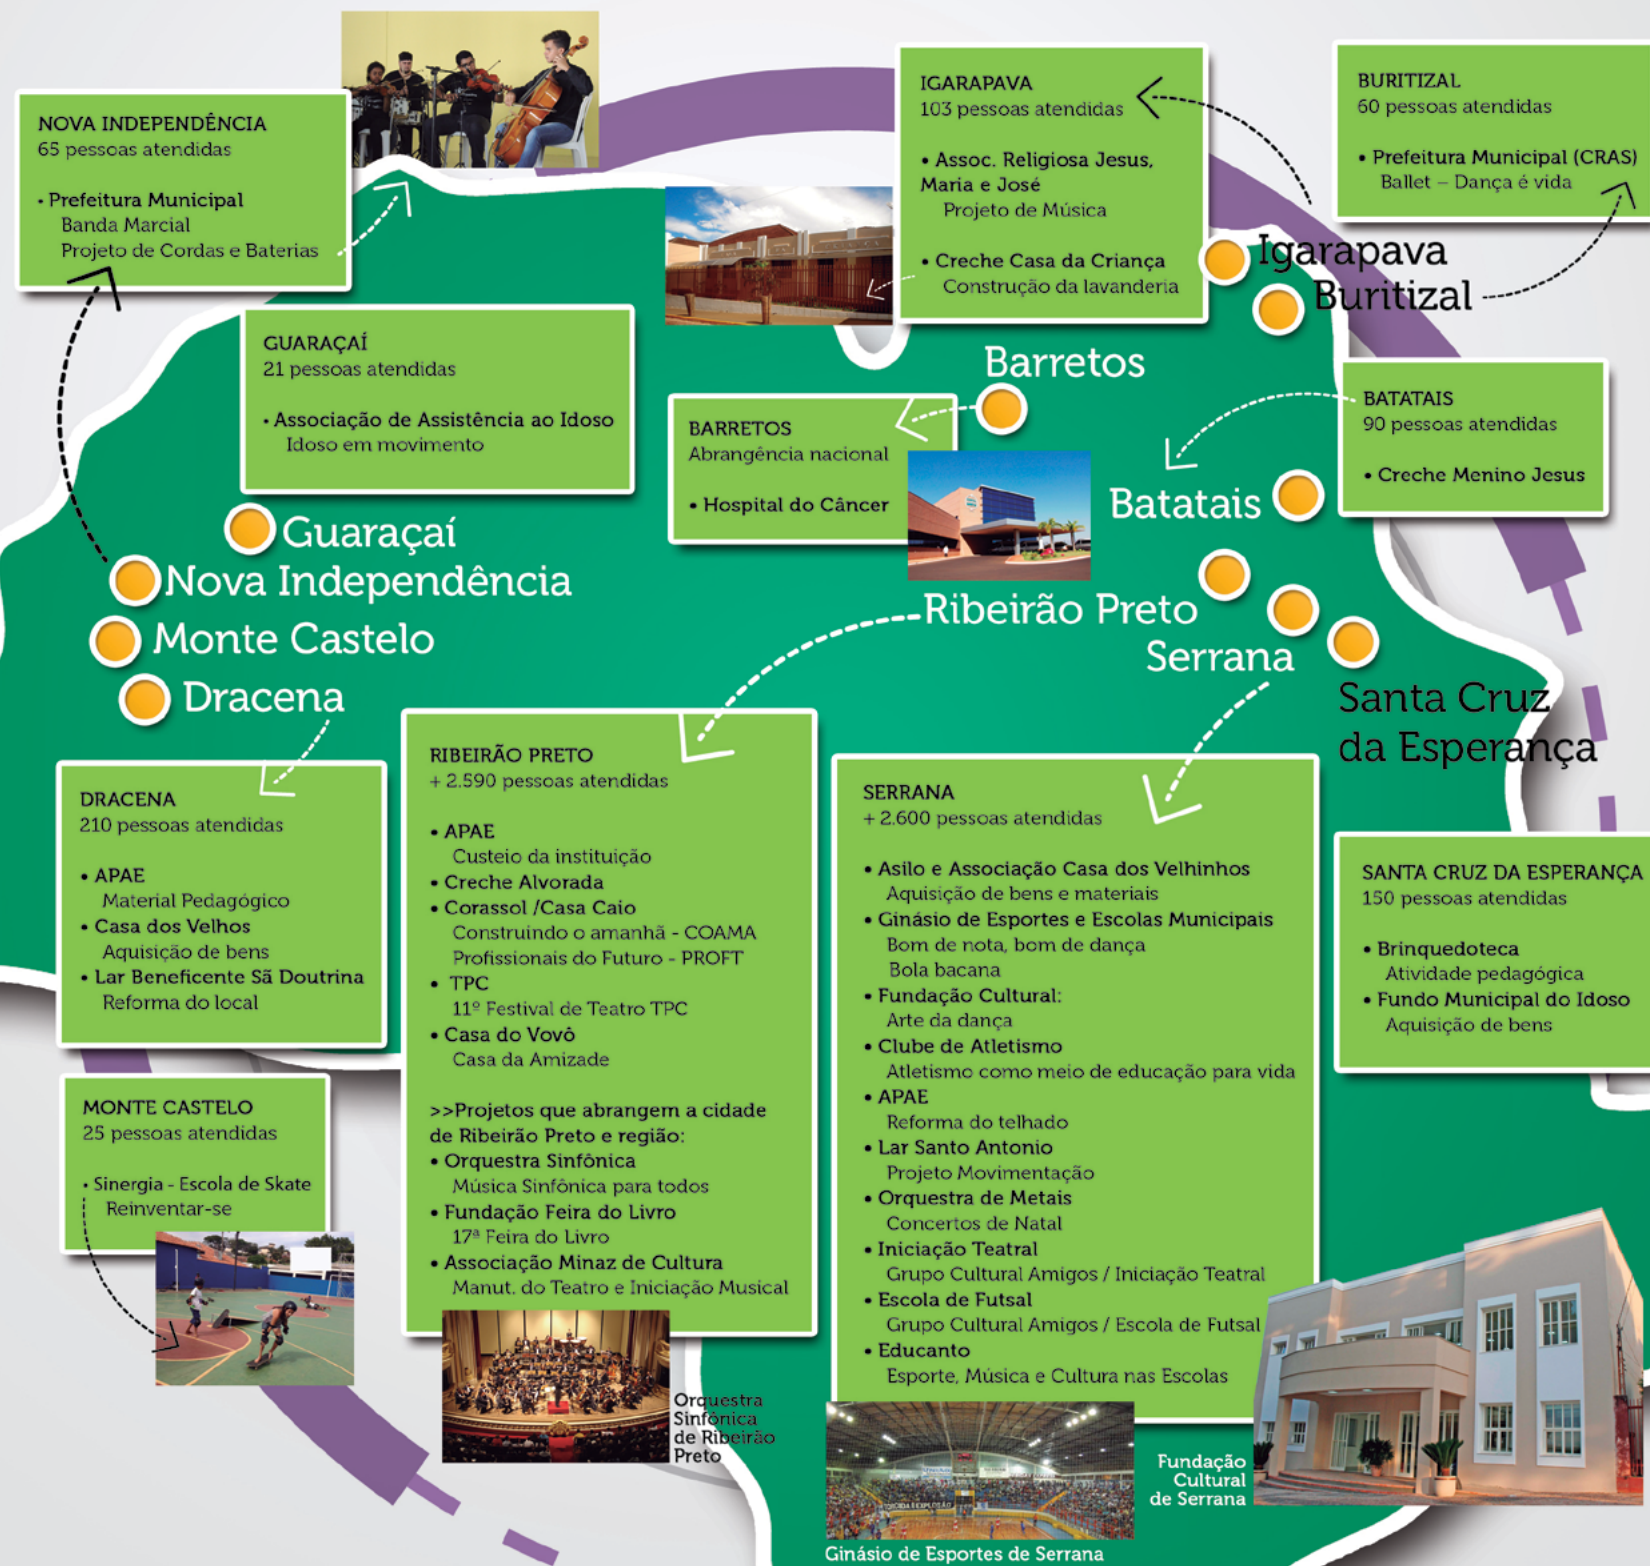 NOVA INDEPENDÊNCIA
65 pessoas atendidas
• Prefeitura Municipal
Banda Marcial
Projeto de Cordas e Baterias
IGARAPAVA
103 pessoas atendidas
• Assoc. Religiosa Jesus,
Maria e José
Projeto de Música
• Creche Casa da Criança
Construção da lavanderia
BURITIZAL
60 pessoas atendidas
• Prefeitura Municipal (CRAS)
Ballet – Dança é vida
Igarapava
Buritizal
GUARAÇAÍ
21 pessoas atendidas
• Associação de Assistência ao Idoso
Idoso em movimento
Barretos
BARRETOS
Abrangência nacional
• Hospital do Câncer
BATATAIS
90 pessoas atendidas
• Creche Menino Jesus
Batatais
Guaraçaí
Nova Independência
Monte Castelo
Dracena
Ribeirão Preto
Serrana
Santa Cruz
da Esperança
DRACENA
210 pessoas atendidas
• APAE
Material Pedagógico
• Casa dos Velhos
Aquisição de bens
• Lar Beneficente Sã Doutrina
Reforma do local
MONTE CASTELO
25 pessoas atendidas
• Sinergia - Escola de Skate
Reinventar-se
RIBEIRÃO PRETO
+ 2.590 pessoas atendidas
• APAE
Custeio da instituição
• Creche Alvorada
• Corassol /Casa Caio
Construindo o amanhã - COAMA
Profissionais do Futuro - PROFT
• TPC
11º Festival de Teatro TPC
• Casa do Vovô
Casa da Amizade
>>Projetos que abrangem a cidade
de Ribeirão Preto e região:
• Orquestra Sinfônica
Música Sinfônica para todos
• Fundação Feira do Livro
17ª Feira do Livro
• Associação Minaz de Cultura
Manut. do Teatro e Iniciação Musical
Orquestra
Sinfônica
de Ribeirão
Preto
SERRANA
+ 2.600 pessoas atendidas
• Asilo e Associação Casa dos Velhinhos
Aquisição de bens e materiais
• Ginásio de Esportes e Escolas Municipais
Bom de nota, bom de dança
Bola bacana
• Fundação Cultural:
Arte da dança
• Clube de Atletismo
Atletismo como meio de educação para vida
• APAE
Reforma do telhado
• Lar Santo Antonio
Projeto Movimentação
• Orquestra de Metais
Concertos de Natal
• Iniciação Teatral
Grupo Cultural Amigos / Iniciação Teatral
• Escola de Futsal
Grupo Cultural Amigos / Escola de Futsal
• Educanto
Esporte, Música e Cultura nas Escolas
SANTA CRUZ DA ESPERANÇA
150 pessoas atendidas
• Brinquedoteca
Atividade pedagógica
• Fundo Municipal do Idoso
Aquisição de bens
Fundação
Cultural
de Serrana
Ginásio de Esportes de Serrana